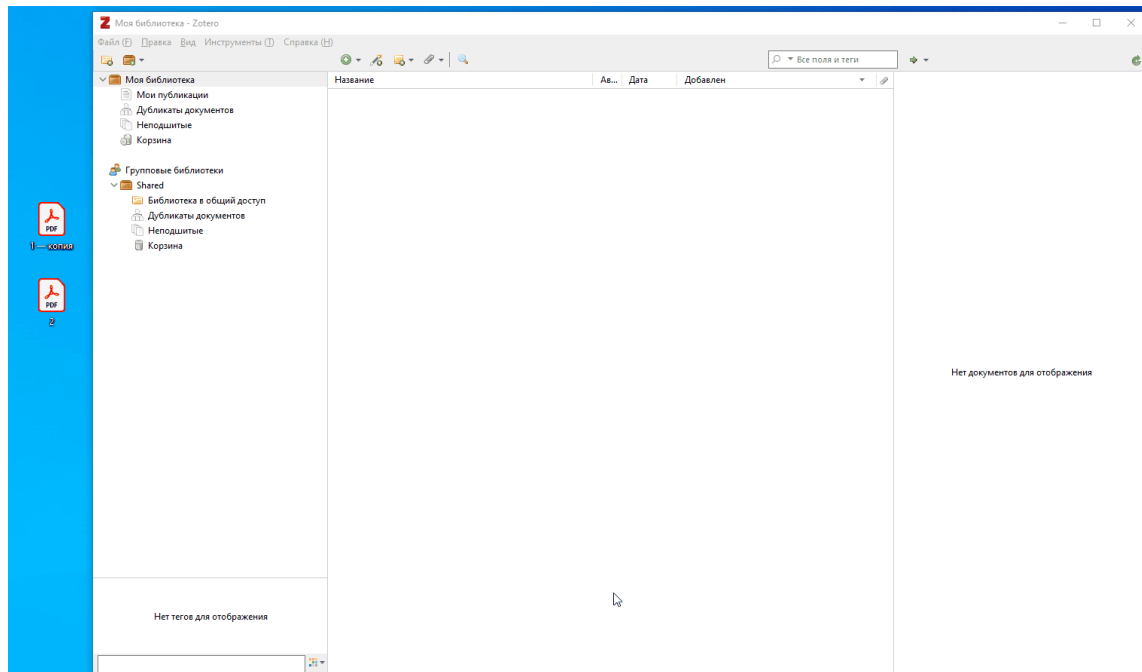 Z Моя библиотека - Zotero
Файл (F) Правка Вид Инструменты (T) Справка (H)
Все поля и теги
Моя библиотека
Мои публикации
Дубликаты документов
Неподшитые
Корзина
Групповые библиотеки
Shared
Библиотека в общий доступ
Дубликаты документов
Неподшитые
Корзина
Название Ав... Дата Добавлен
PDF
1 — копия
PDF
2
Нет документов для отображения
Нет тегов для отображения